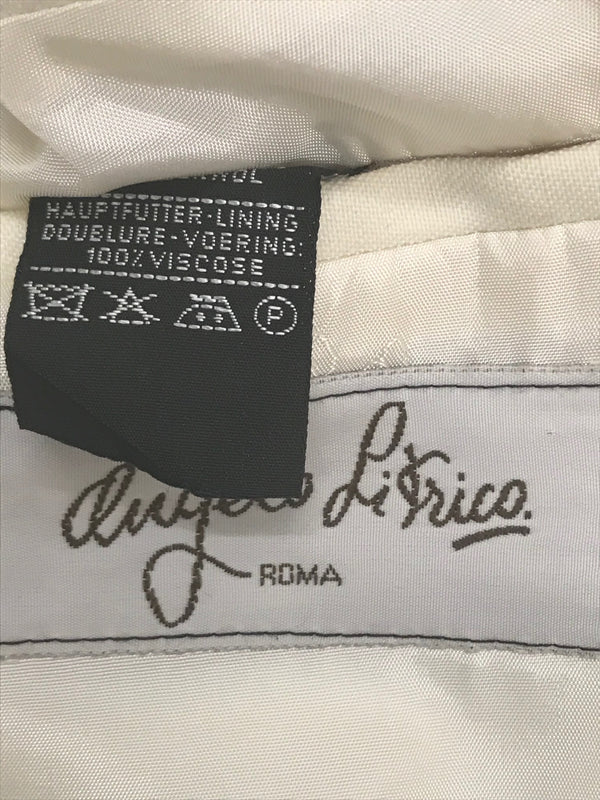 HAUPTFUTTER·LINING
DOUBLURE·VOERING:
100%VISCOSE
P
Angelo Litrico.
ROMA